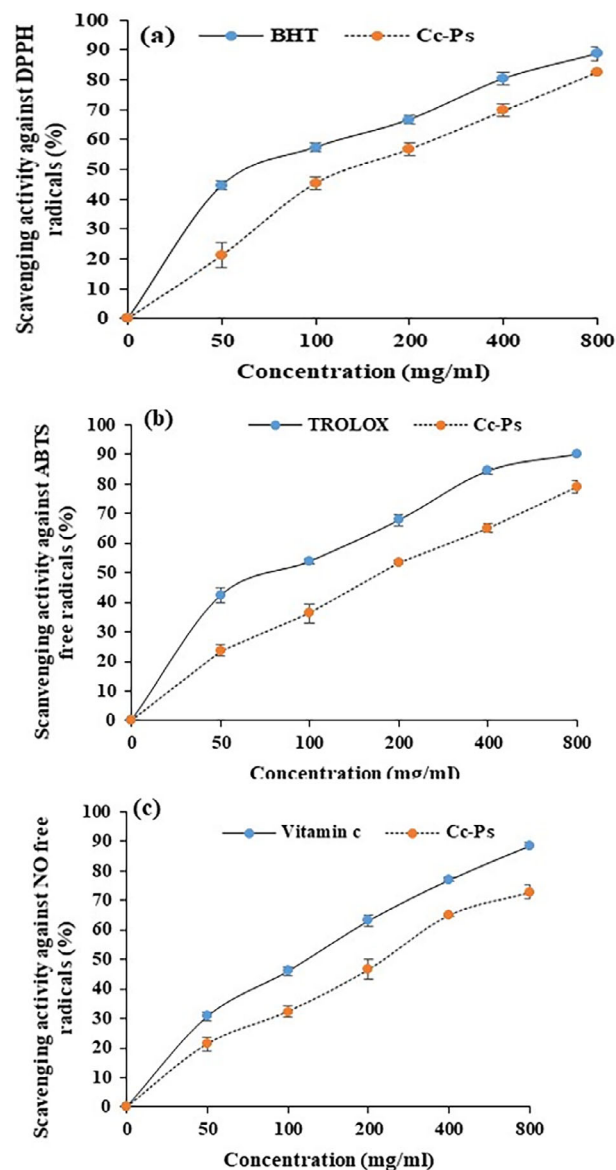 (a)
BHT Cc-Ps
Scavenging activity against DPPH
radicals (%)
90
80
70
60
50
40
30
20
10
0
0 50 100 200 400 800
Concentration (mg/ml)
(b)
TROLOX Cc-Ps
Scanvenging activity against ABTS
free radicals (%)
100
90
80
70
60
50
40
30
20
10
0
0 50 100 200 400 800
Concentration (mg/ml)
(c)
Vitamin c Cc-Ps
Scavenging activity against NO free
radicals (%)
100
90
80
70
60
50
40
30
20
10
0
0 50 100 200 400 800
Concentration (mg/ml)